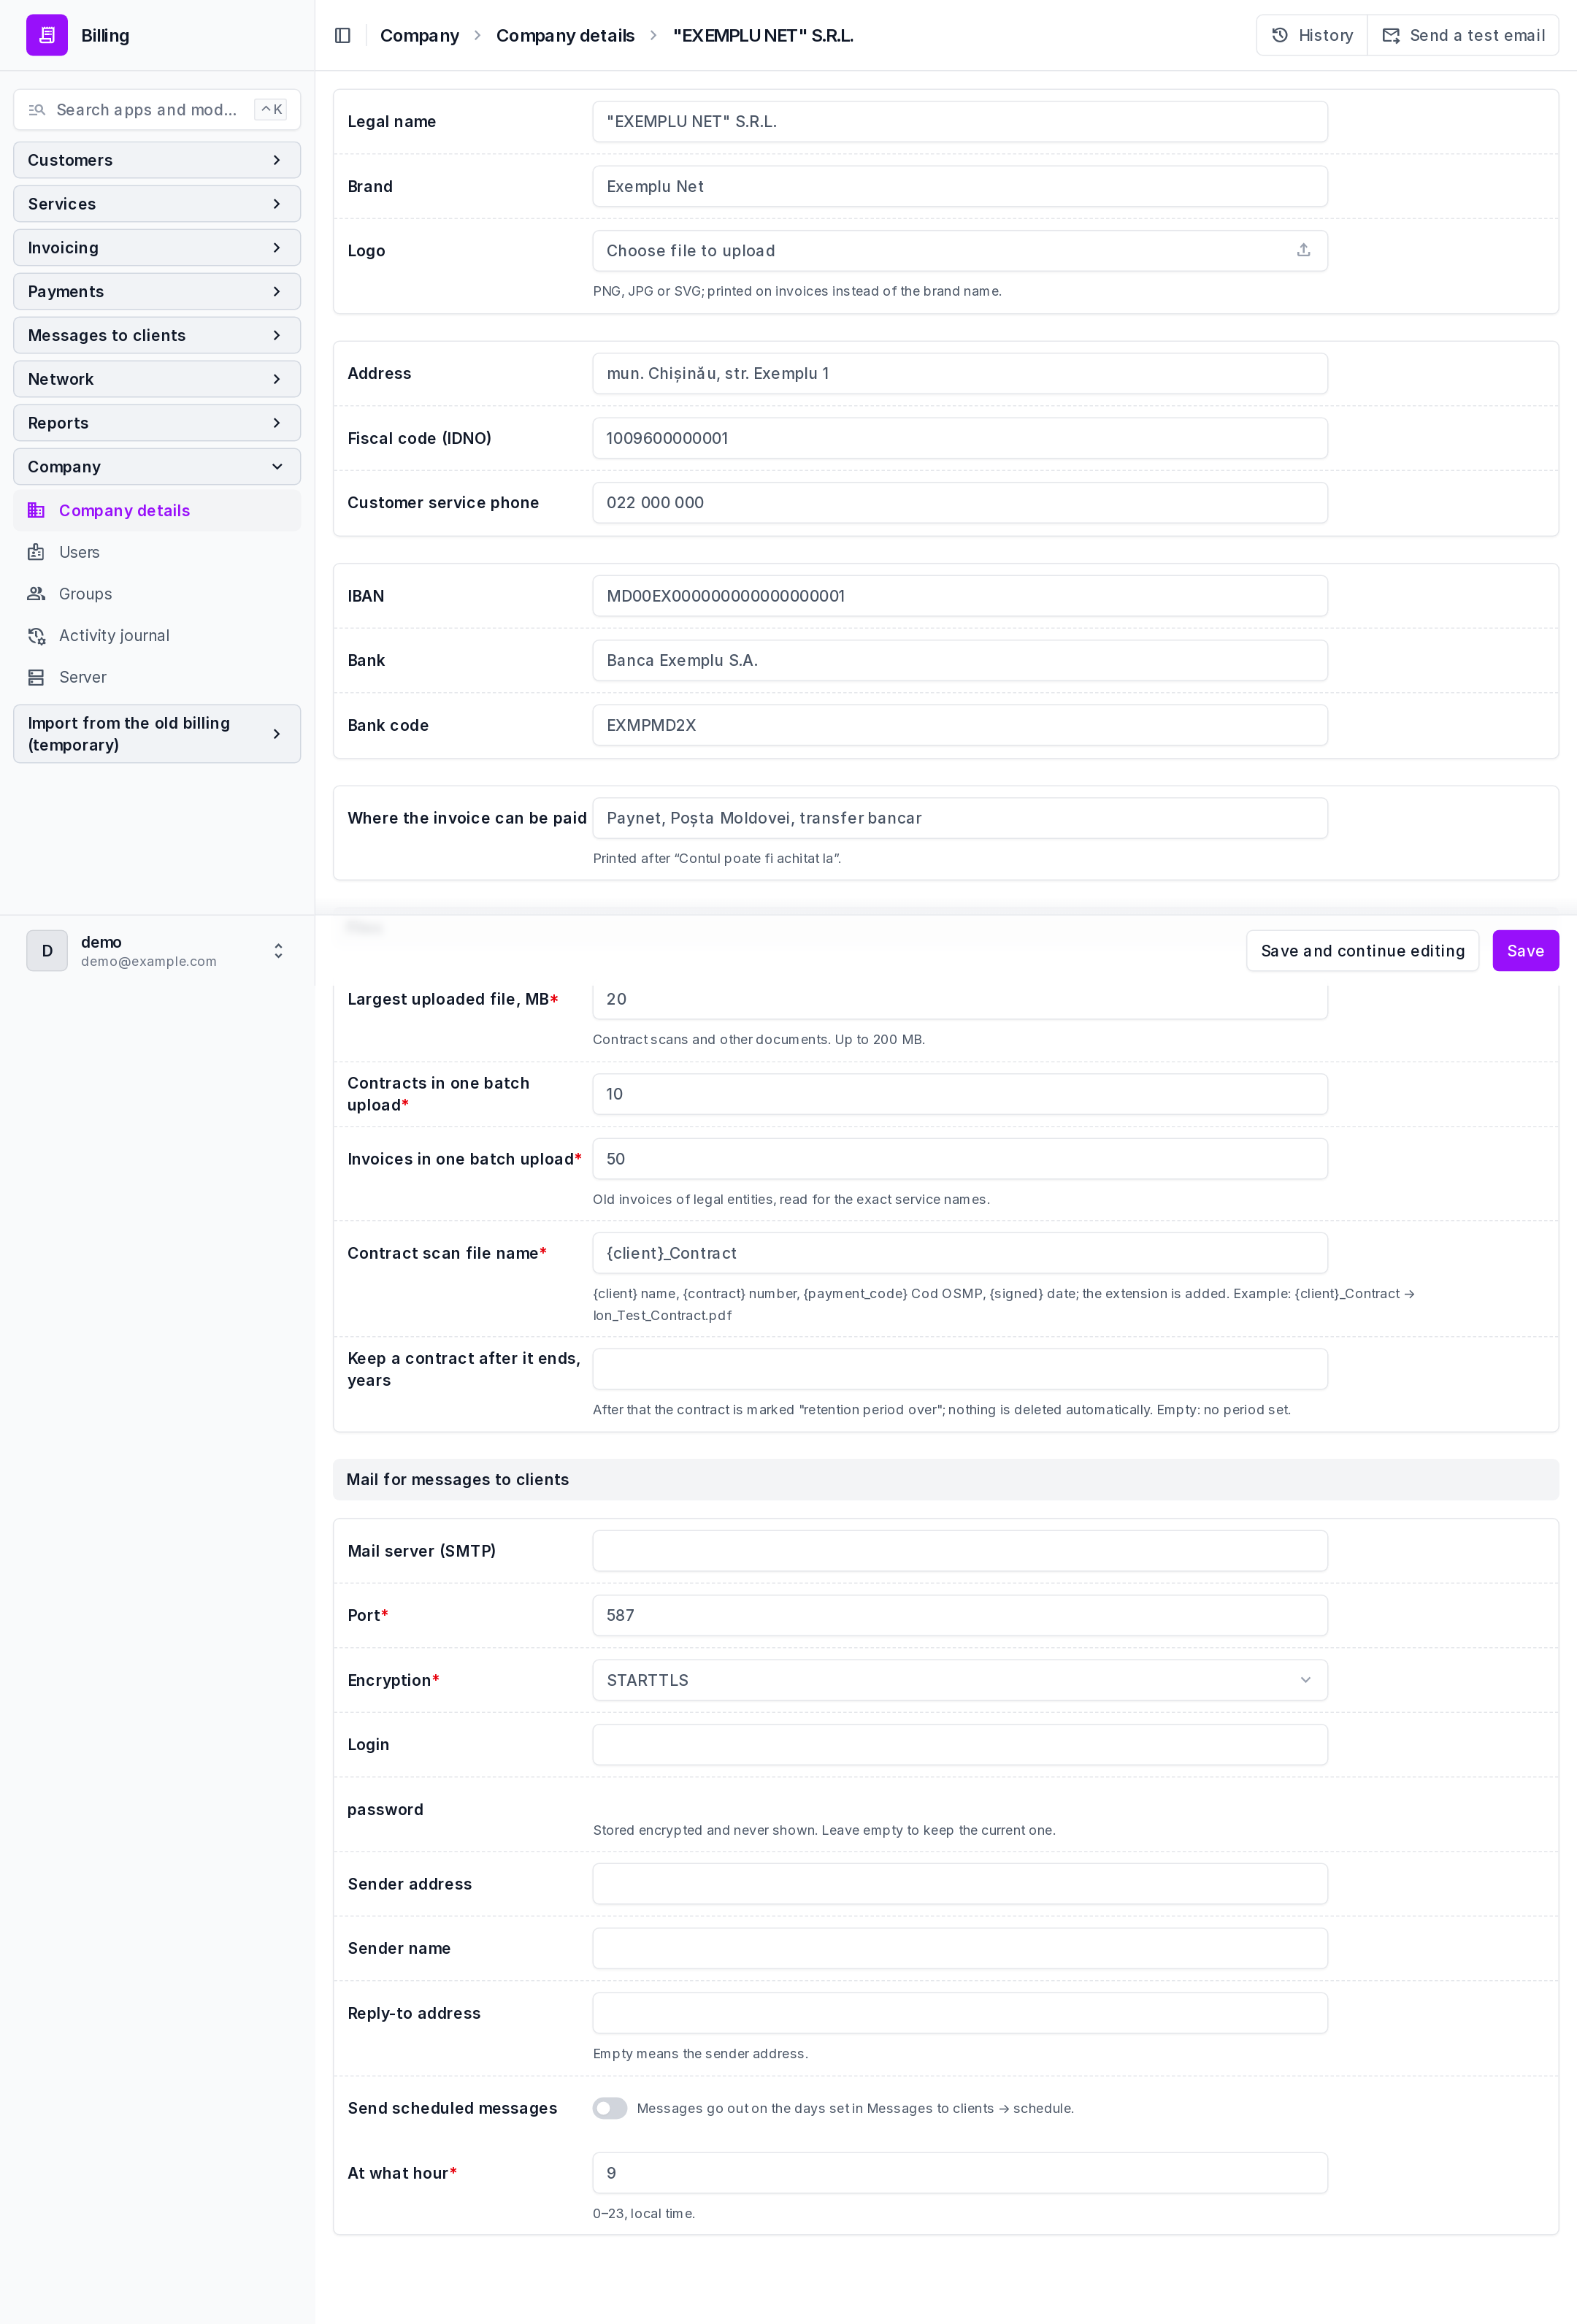 Billing
Company > Company details > "EXEMPLU NET" S.R.L.
History
Send a test email
Search apps and mod... ^K
Customers
Services
Invoicing
Payments
Messages to clients
Network
Reports
Company
Company details
Users
Groups
Activity journal
Server
Import from the old billing
(temporary)
demo
D
demo@example.com
Legal name
"EXEMPLU NET" S.R.L.
Brand
Exemplu Net
Logo
Choose file to upload
PNG, JPG or SVG; printed on invoices instead of the brand name.
Address
mun. Chișinău, str. Exemplu 1
Fiscal code (IDNO)
1009600000001
Customer service phone
022 000 000
IBAN
MD00EX000000000000000001
Bank
Banca Exemplu S.A.
Bank code
EXMPMD2X
Where the invoice can be paid
Paynet, Poșta Moldovei, transfer bancar
Printed after “Contul poate fi achitat la”.
Save and continue editing
Save
Largest uploaded file, MB*
20
Contract scans and other documents. Up to 200 MB.
Contracts in one batch
upload*
10
Invoices in one batch upload*
50
Old invoices of legal entities, read for the exact service names.
Contract scan file name*
{client}_Contract
{client} name, {contract} number, {payment_code} Cod OSMP, {signed} date; the extension is added. Example: {client}_Contract →
Ion_Test_Contract.pdf
Keep a contract after it ends,
years
After that the contract is marked "retention period over"; nothing is deleted automatically. Empty: no period set.
Mail for messages to clients
Mail server (SMTP)
Port*
587
Encryption*
STARTTLS
Login
password
Stored encrypted and never shown. Leave empty to keep the current one.
Sender address
Sender name
Reply-to address
Empty means the sender address.
Send scheduled messages
Messages go out on the days set in Messages to clients → schedule.
At what hour*
9
0–23, local time.